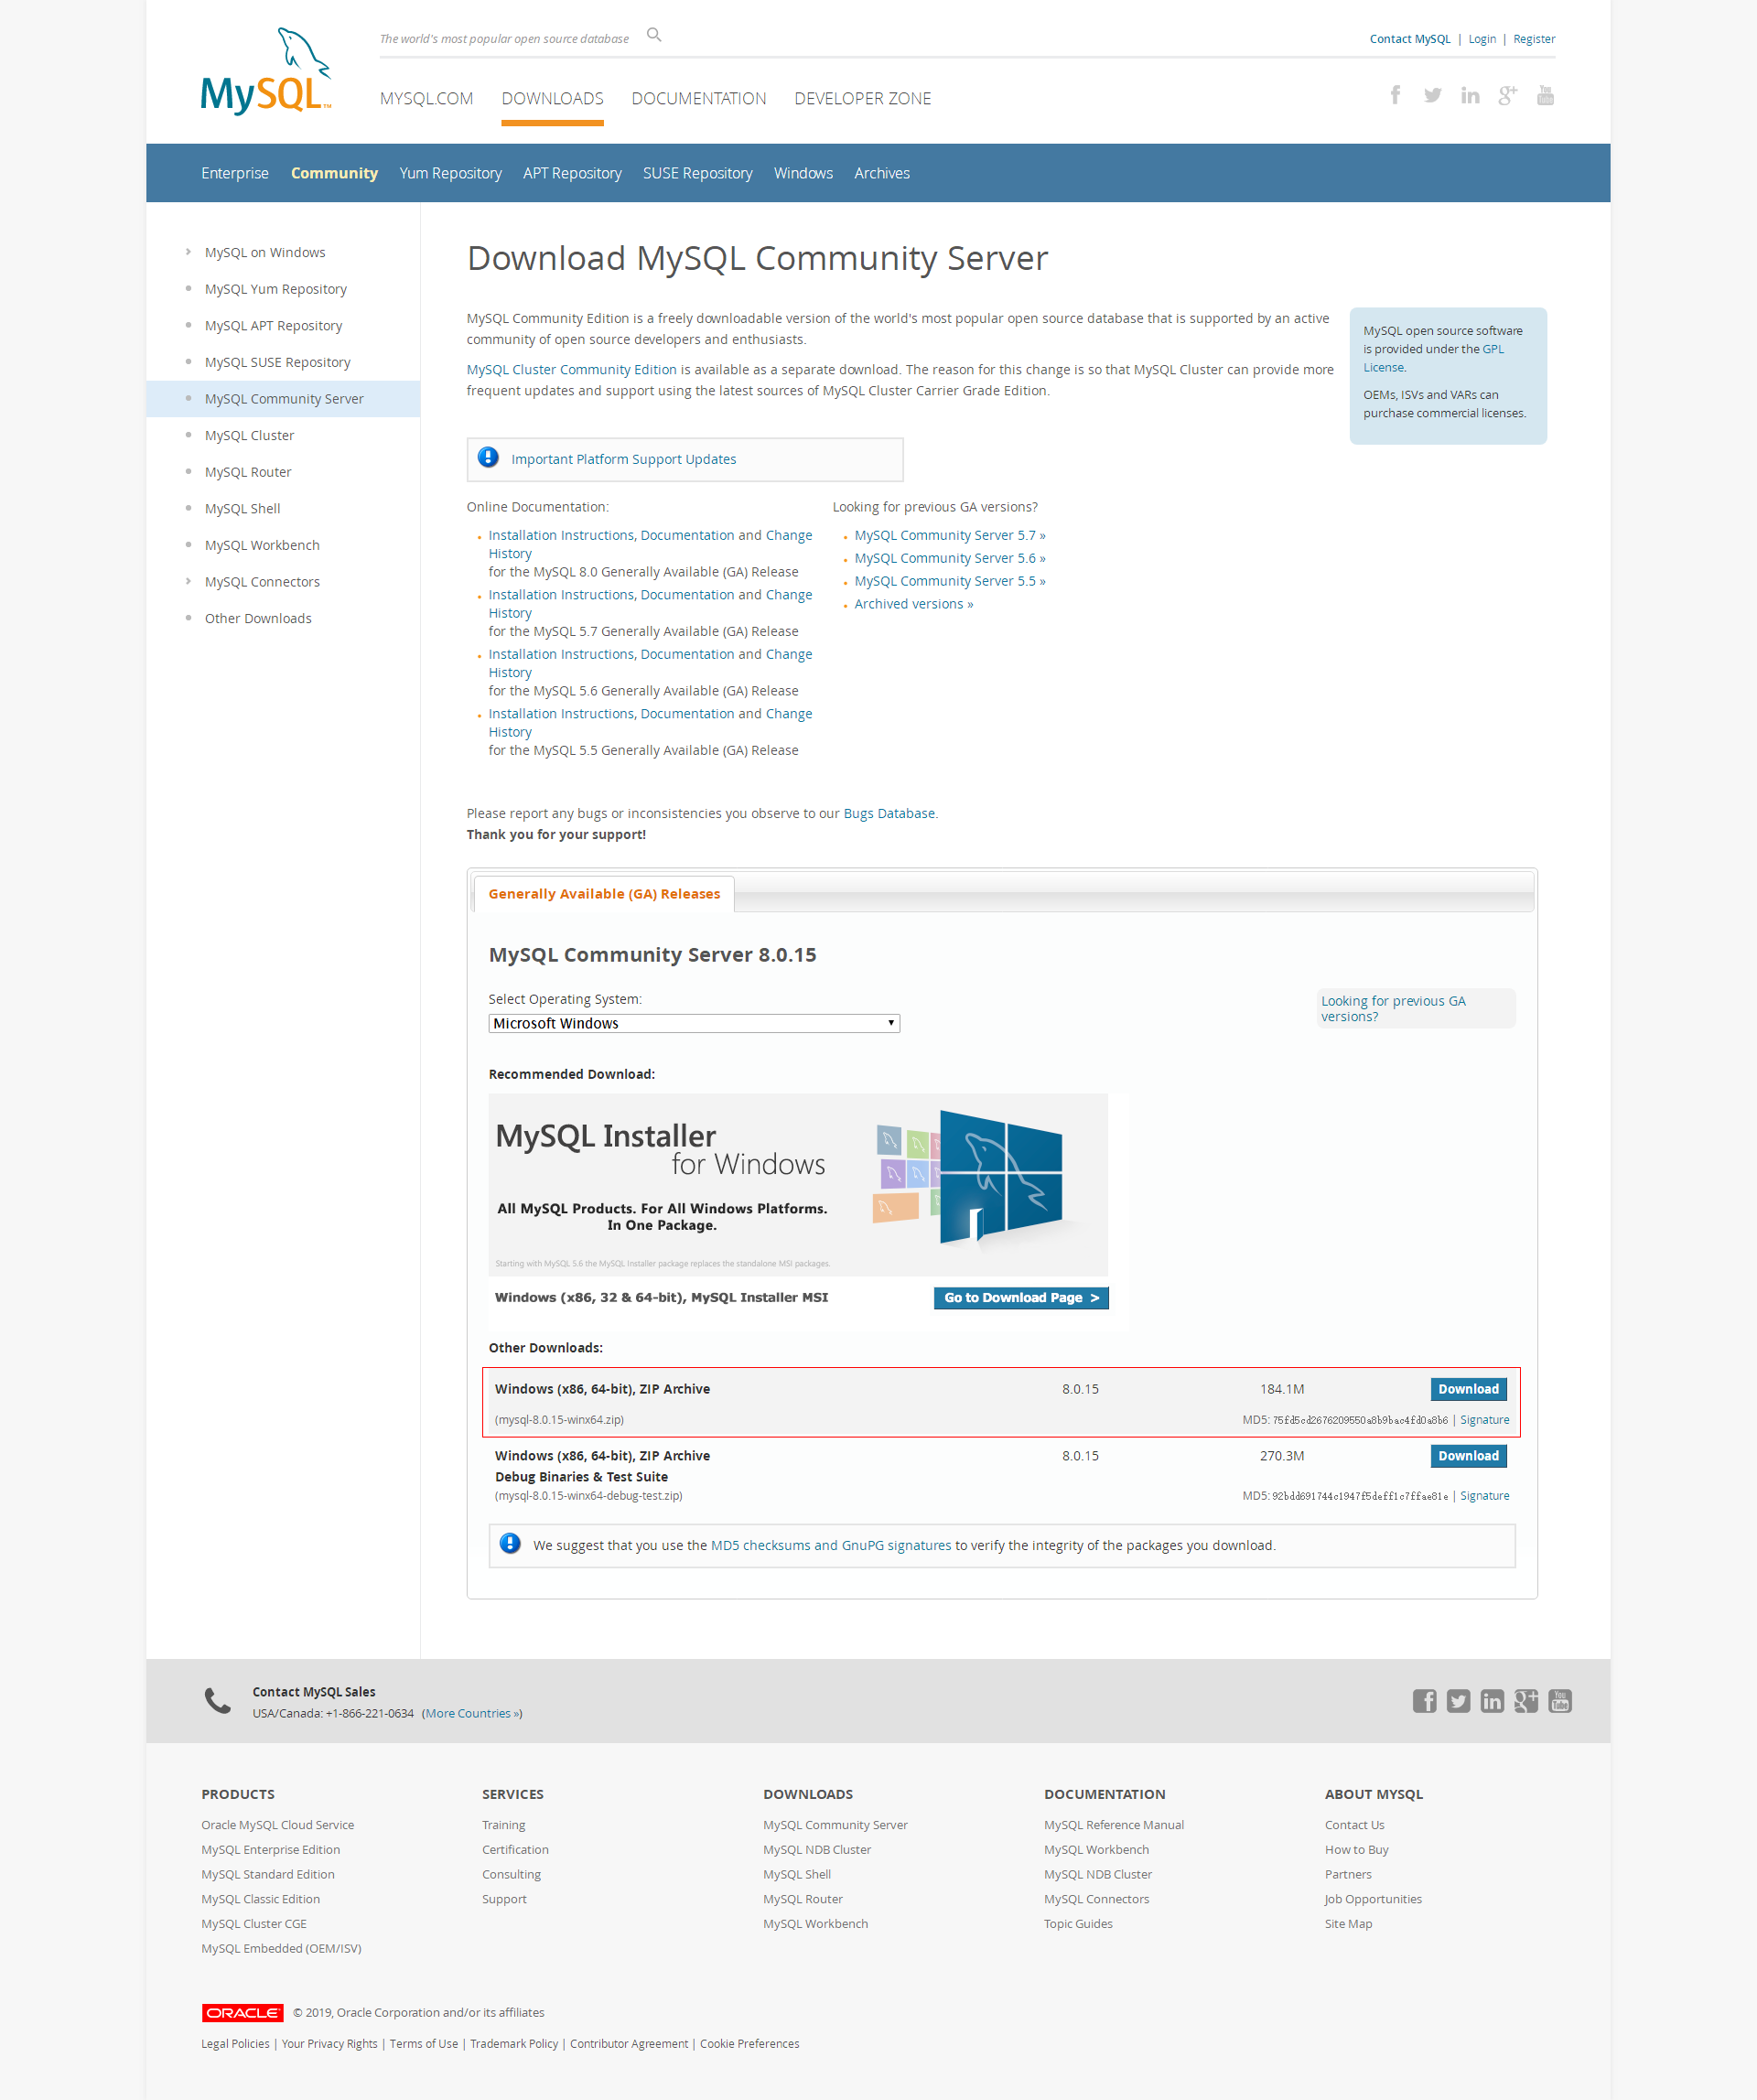 MySQL™
The world's most popular open source database
Contact MySQL | Login | Register
MYSQL.COM DOWNLOADS DOCUMENTATION DEVELOPER ZONE
Enterprise Community Yum Repository APT Repository SUSE Repository Windows Archives
MySQL on Windows
MySQL Yum Repository
MySQL APT Repository
MySQL SUSE Repository
MySQL Community Server
MySQL Cluster
MySQL Router
MySQL Shell
MySQL Workbench
MySQL Connectors
Other Downloads
Download MySQL Community Server
MySQL Community Edition is a freely downloadable version of the world's most popular open source database that is supported by an active
community of open source developers and enthusiasts.
MySQL Cluster Community Edition is available as a separate download. The reason for this change is so that MySQL Cluster can provide more
frequent updates and support using the latest sources of MySQL Cluster Carrier Grade Edition.
MySQL open source software
is provided under the GPL
License.
OEMs, ISVs and VARs can
purchase commercial licenses.
Important Platform Support Updates
Online Documentation:
Installation Instructions, Documentation and Change
History
for the MySQL 8.0 Generally Available (GA) Release
Installation Instructions, Documentation and Change
History
for the MySQL 5.7 Generally Available (GA) Release
Installation Instructions, Documentation and Change
History
for the MySQL 5.6 Generally Available (GA) Release
Installation Instructions, Documentation and Change
History
for the MySQL 5.5 Generally Available (GA) Release
Looking for previous GA versions?
MySQL Community Server 5.7 »
MySQL Community Server 5.6 »
MySQL Community Server 5.5 »
Archived versions »
Please report any bugs or inconsistencies you observe to our Bugs Database.
Thank you for your support!
Generally Available (GA) Releases
MySQL Community Server 8.0.15
Select Operating System:
Microsoft Windows
Looking for previous GA
versions?
Recommended Download:
MySQL Installer
for Windows
All MySQL Products. For All Windows Platforms.
In One Package.
Starting with MySQL 5.6 the MySQL Installer package replaces the standalone MSI packages.
Windows (x86, 32 & 64-bit), MySQL Installer MSI
Go to Download Page >
Other Downloads:
Windows (x86, 64-bit), ZIP Archive 8.0.15 184.1M Download
(mysql-8.0.15-winx64.zip) MD5: 75fd5cd2676209550a8b9bac4fd0a8b6 | Signature
Windows (x86, 64-bit), ZIP Archive 8.0.15 270.3M Download
Debug Binaries & Test Suite
(mysql-8.0.15-winx64-debug-test.zip) MD5: 92bdd691744c1947f5deff1c7ffae81e | Signature
We suggest that you use the MD5 checksums and GnuPG signatures to verify the integrity of the packages you download.
Contact MySQL Sales
USA/Canada: +1-866-221-0634 (More Countries »)
PRODUCTS
Oracle MySQL Cloud Service
MySQL Enterprise Edition
MySQL Standard Edition
MySQL Classic Edition
MySQL Cluster CGE
MySQL Embedded (OEM/ISV)
SERVICES
Training
Certification
Consulting
Support
DOWNLOADS
MySQL Community Server
MySQL NDB Cluster
MySQL Shell
MySQL Router
MySQL Workbench
DOCUMENTATION
MySQL Reference Manual
MySQL Workbench
MySQL NDB Cluster
MySQL Connectors
Topic Guides
ABOUT MYSQL
Contact Us
How to Buy
Partners
Job Opportunities
Site Map
ORACLE © 2019, Oracle Corporation and/or its affiliates
Legal Policies | Your Privacy Rights | Terms of Use | Trademark Policy | Contributor Agreement | Cookie Preferences